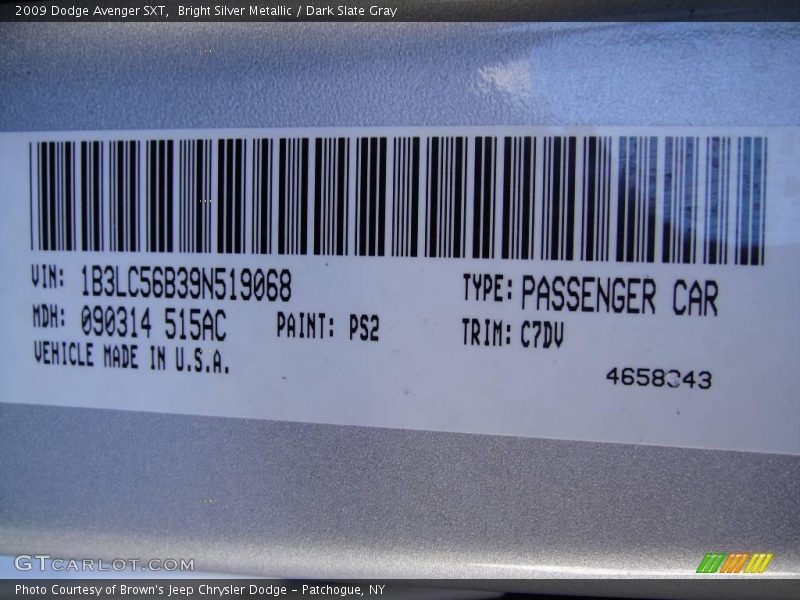 2009 Dodge Avenger SXT, Bright Silver Metallic / Dark Slate Gray
VIN: 1B3LC56B39N519068 TYPE: PASSENGER CAR
MDH: 090314 515AC PAINT: PS2 TRIM: C7DV
VEHICLE MADE IN U.S.A.
4658343
GTCARLOT.COM
Photo Courtesy of Brown's Jeep Chrysler Dodge - Patchogue, NY